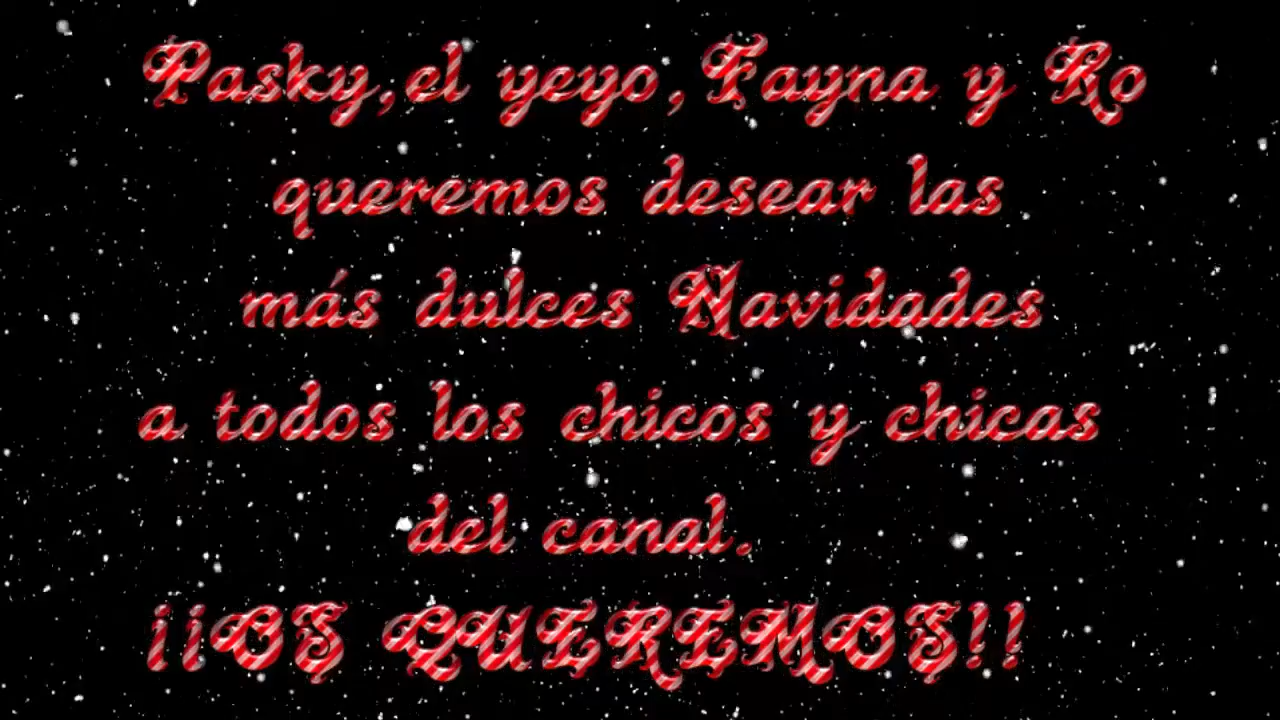 Pasky,el yeyo,Fayna y Ro
queremos desear las
más dulces Navidades
a todos los chicos y chicas
del canal.
¡¡OS QUEREMOS!!